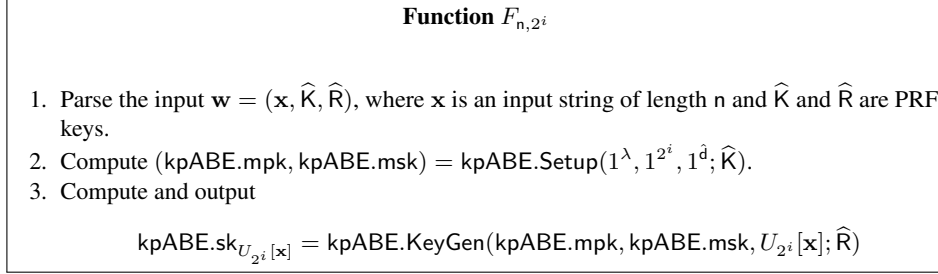 Function F_{n,2^i}
1. Parse the input w = (x, K̂, R̂), where x is an input string of length n and K̂ and R̂ are PRF
keys.
2. Compute (kpABE.mpk, kpABE.msk) = kpABE.Setup(1^λ, 1^{2^i}, 1^{d̂}; K̂).
3. Compute and output
kpABE.sk_{U_{2^i}[x]} = kpABE.KeyGen(kpABE.mpk, kpABE.msk, U_{2^i}[x]; R̂)